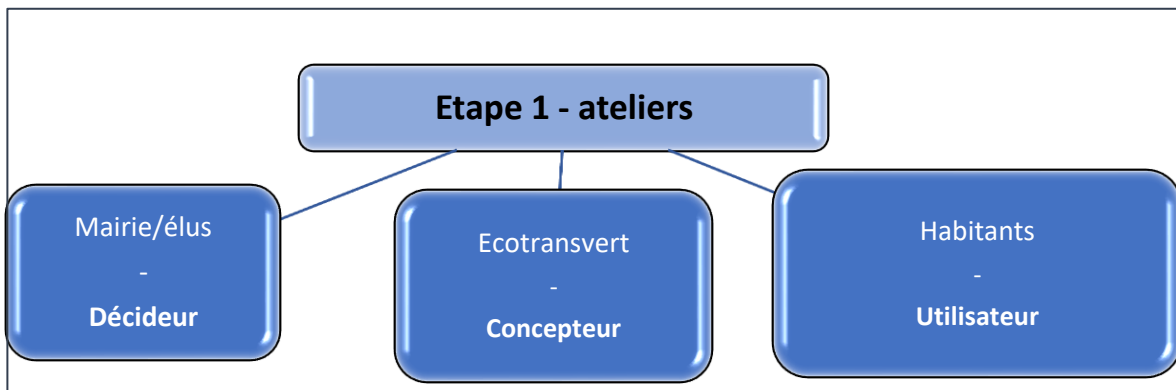 Etape 1 - ateliers
Mairie/élus
-
Décideur
Ecotransvert
-
Concepteur
Habitants
-
Utilisateur